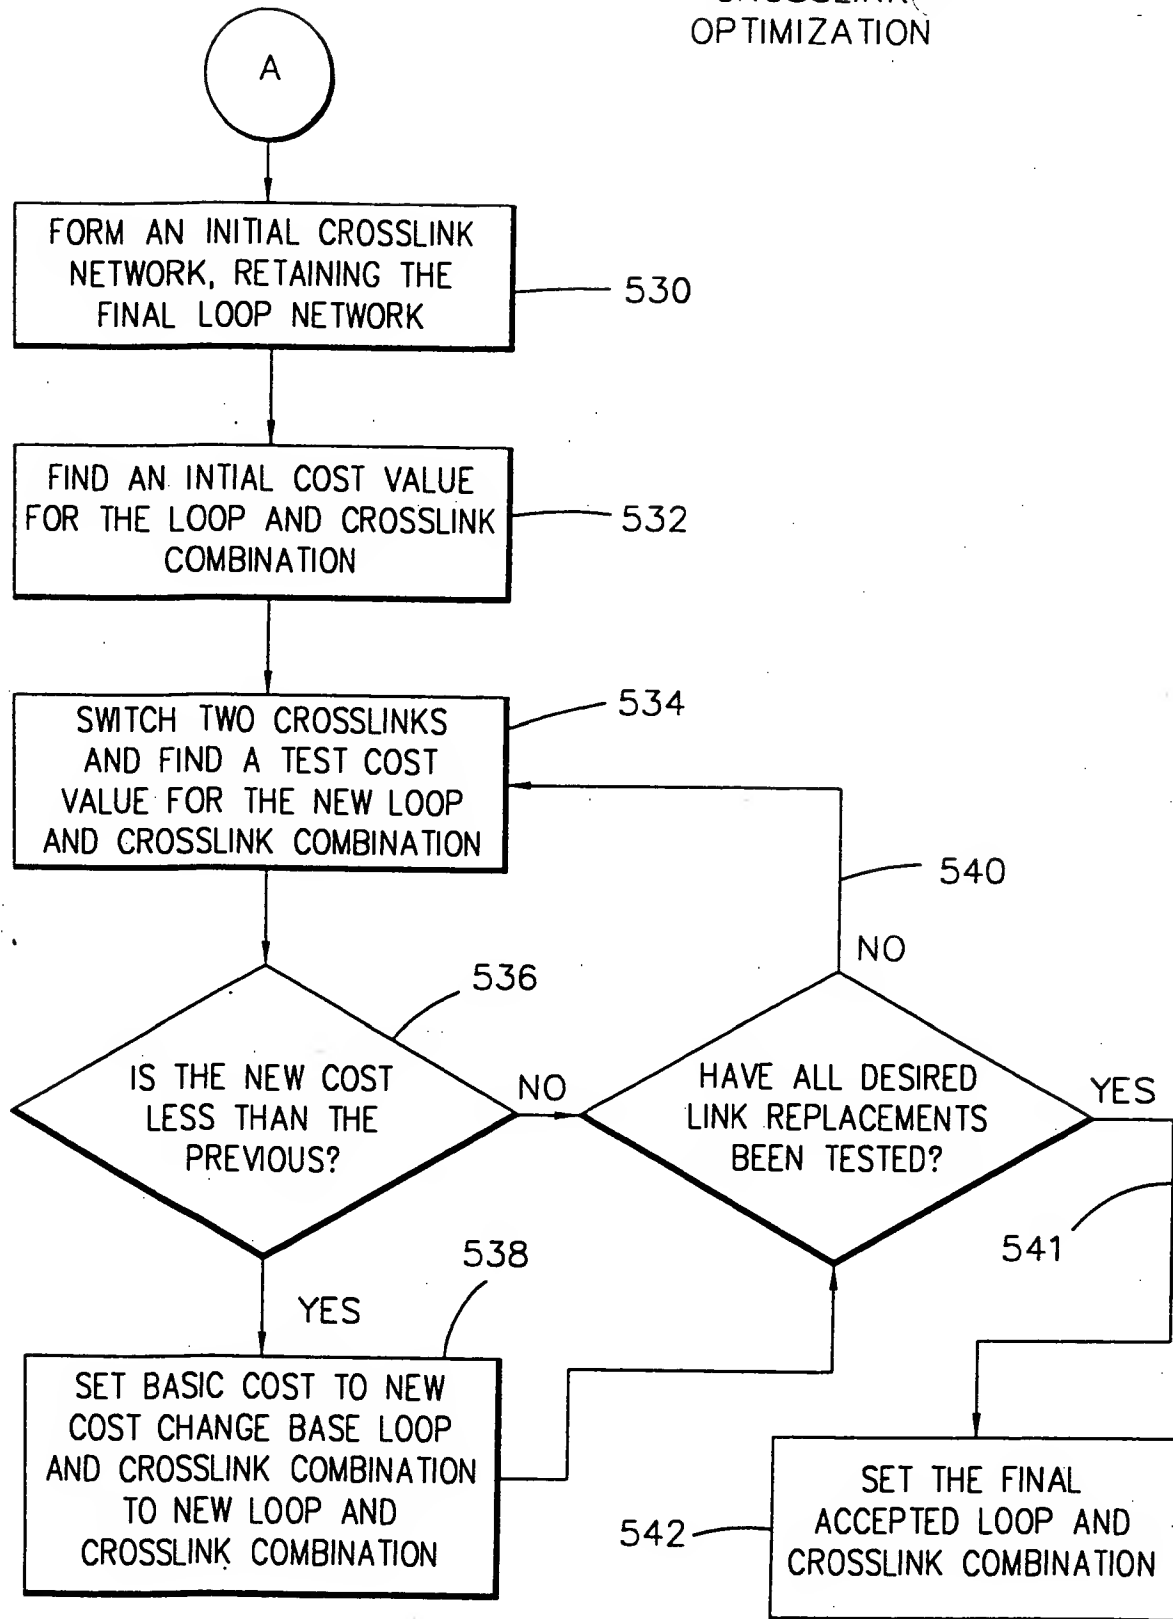 OPTIMIZATION
A
FORM AN INITIAL CROSSLINK
NETWORK, RETAINING THE
FINAL LOOP NETWORK
530
FIND AN INTIAL COST VALUE
FOR THE LOOP AND CROSSLINK
COMBINATION
532
SWITCH TWO CROSSLINKS
AND FIND A TEST COST
VALUE FOR THE NEW LOOP
AND CROSSLINK COMBINATION
534
540
NO
536
IS THE NEW COST
LESS THAN THE
PREVIOUS?
NO
HAVE ALL DESIRED
LINK REPLACEMENTS
BEEN TESTED?
YES
541
538
YES
SET BASIC COST TO NEW
COST CHANGE BASE LOOP
AND CROSSLINK COMBINATION
TO NEW LOOP AND
CROSSLINK COMBINATION
SET THE FINAL
ACCEPTED LOOP AND
CROSSLINK COMBINATION
542